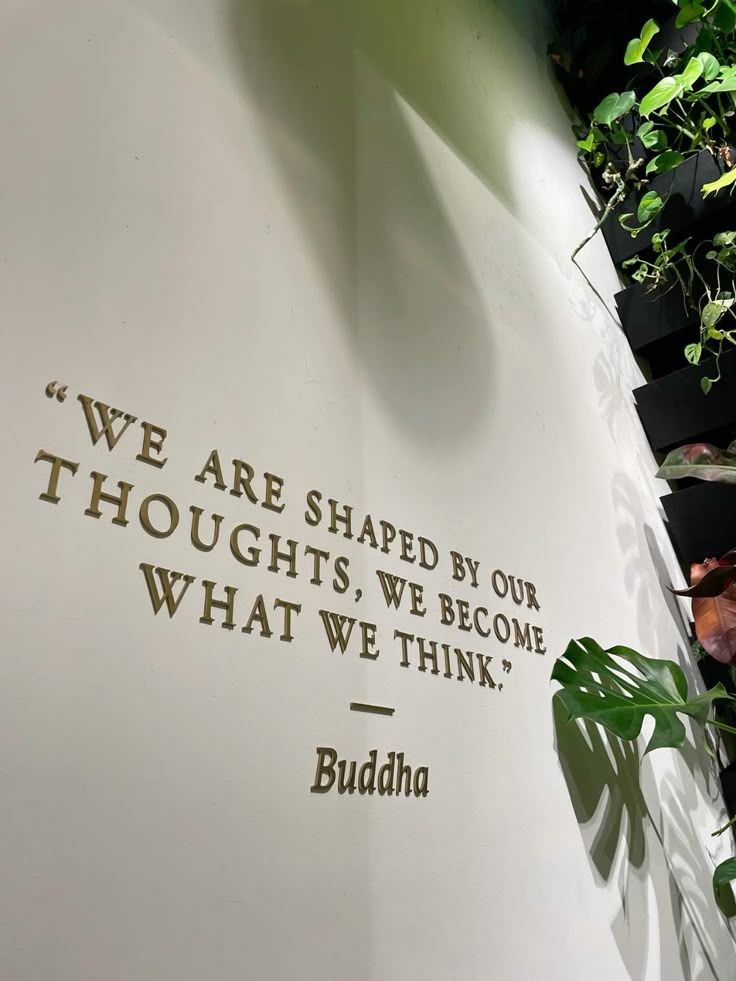 “WE ARE SHAPED BY OUR
THOUGHTS, WE BECOME
WHAT WE THINK.”
—
Buddha